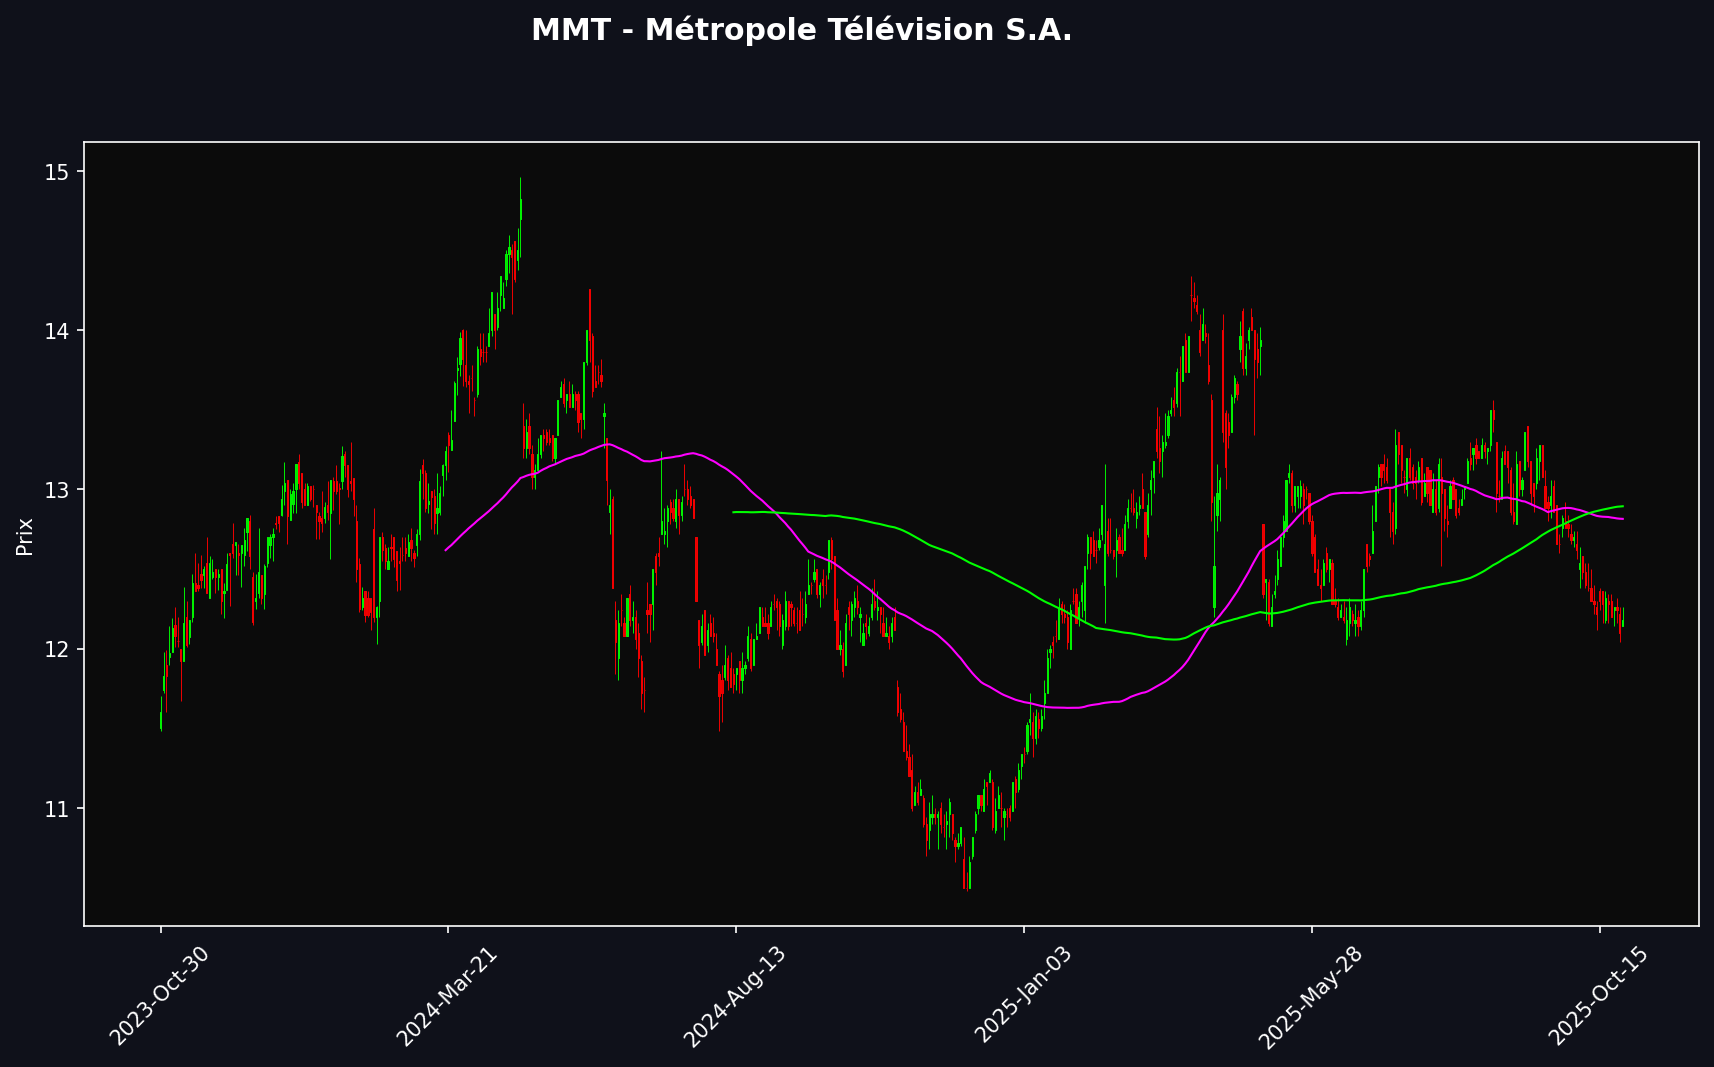 MMT - Métropole Télévision S.A.
Prix
15
14
13
12
11
2023-Oct-30
2024-Mar-21
2024-Aug-13
2025-Jan-03
2025-May-28
2025-Oct-15